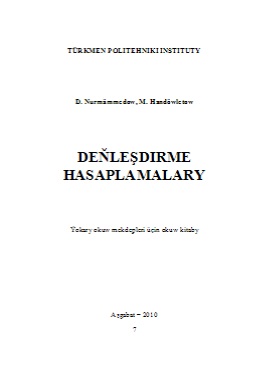 TÜRKMEN POLITEHNIKI INSTITUTY
D. Nurmämmedow, M. Handöwletow
DEŇLEŞDIRME
HASAPLAMALARY
Ýokary okuw mekdepleri üçin okuw kitaby
Aşgabat – 2010
7